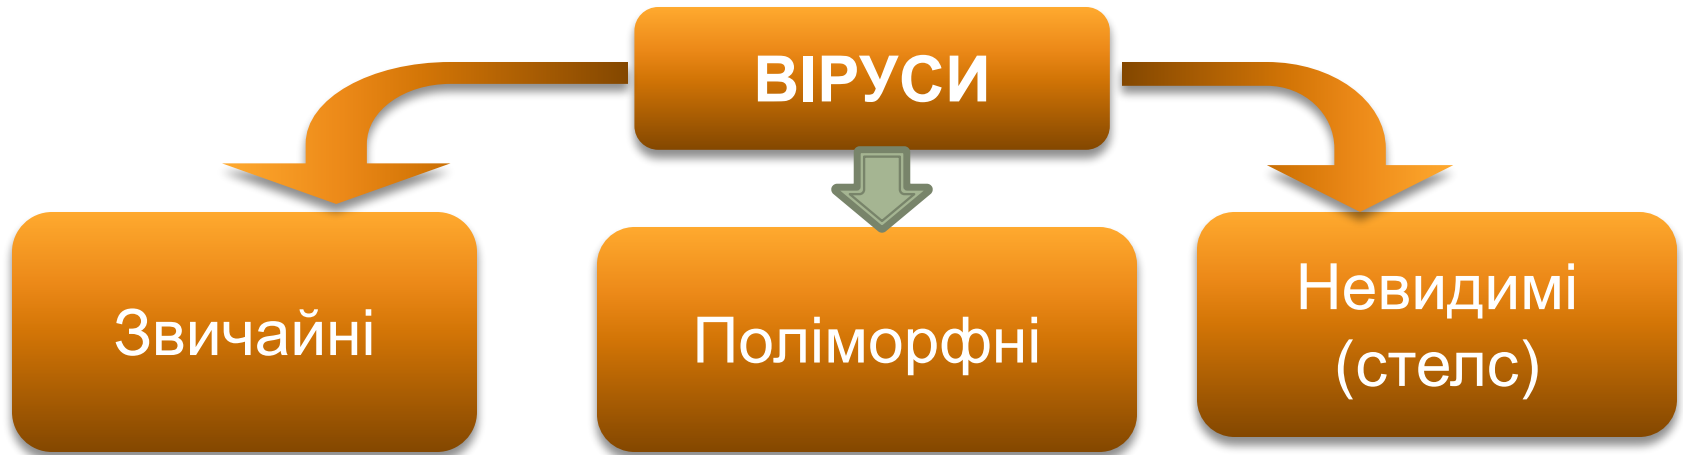 ВІРУСИ
Звичайні
Поліморфні
Невидимі
(стелс)